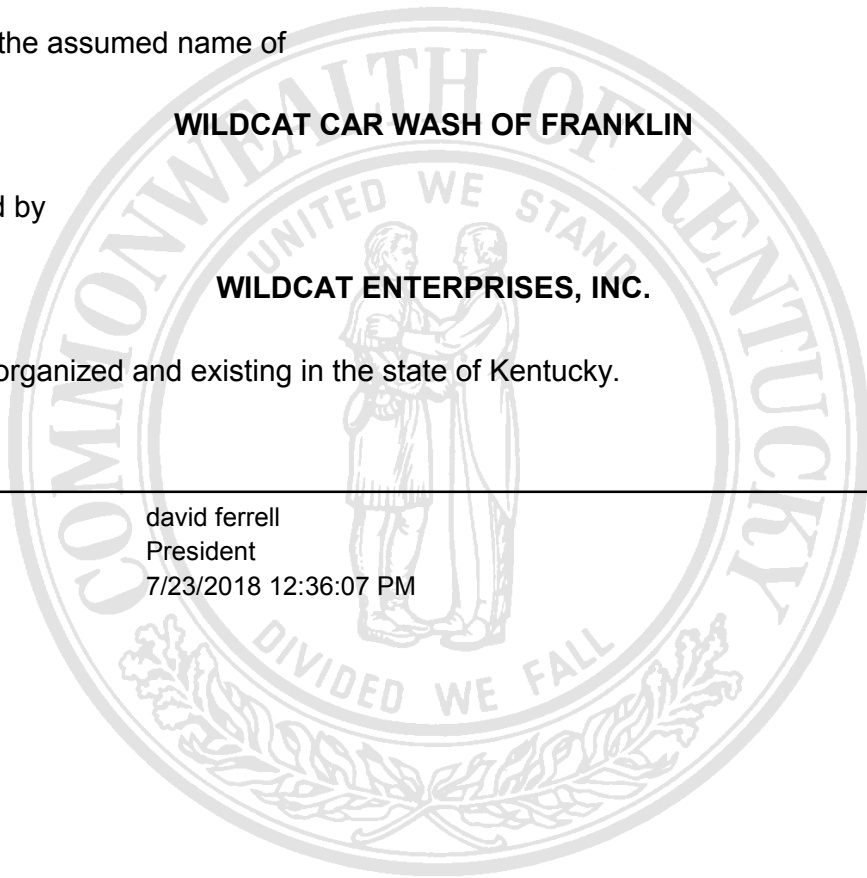 the assumed name of
WILDCAT CAR WASH OF FRANKLIN
d by
WILDCAT ENTERPRISES, INC.
organized and existing in the state of Kentucky.
david ferrell
President
7/23/2018 12:36:07 PM
COMMONWEALTH OF KENTUCKY
UNITED WE STAND
DIVIDED WE FALL